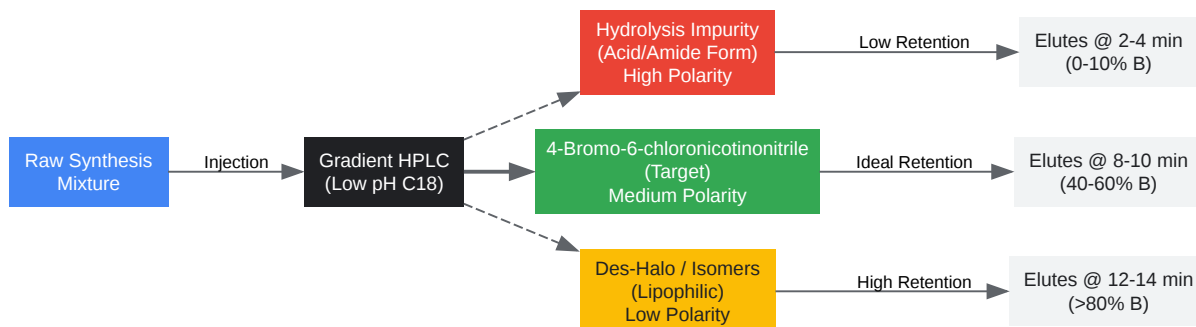 Raw Synthesis
Mixture
Injection
Gradient HPLC
(Low pH C18)
Hydrolysis Impurity
(Acid/Amide Form)
High Polarity
Low Retention
Elutes @ 2-4 min
(0-10% B)
4-Bromo-6-chloronicotinonitrile
(Target)
Medium Polarity
Ideal Retention
Elutes @ 8-10 min
(40-60% B)
Des-Halo / Isomers
(Lipophilic)
Low Polarity
High Retention
Elutes @ 12-14 min
(>80% B)